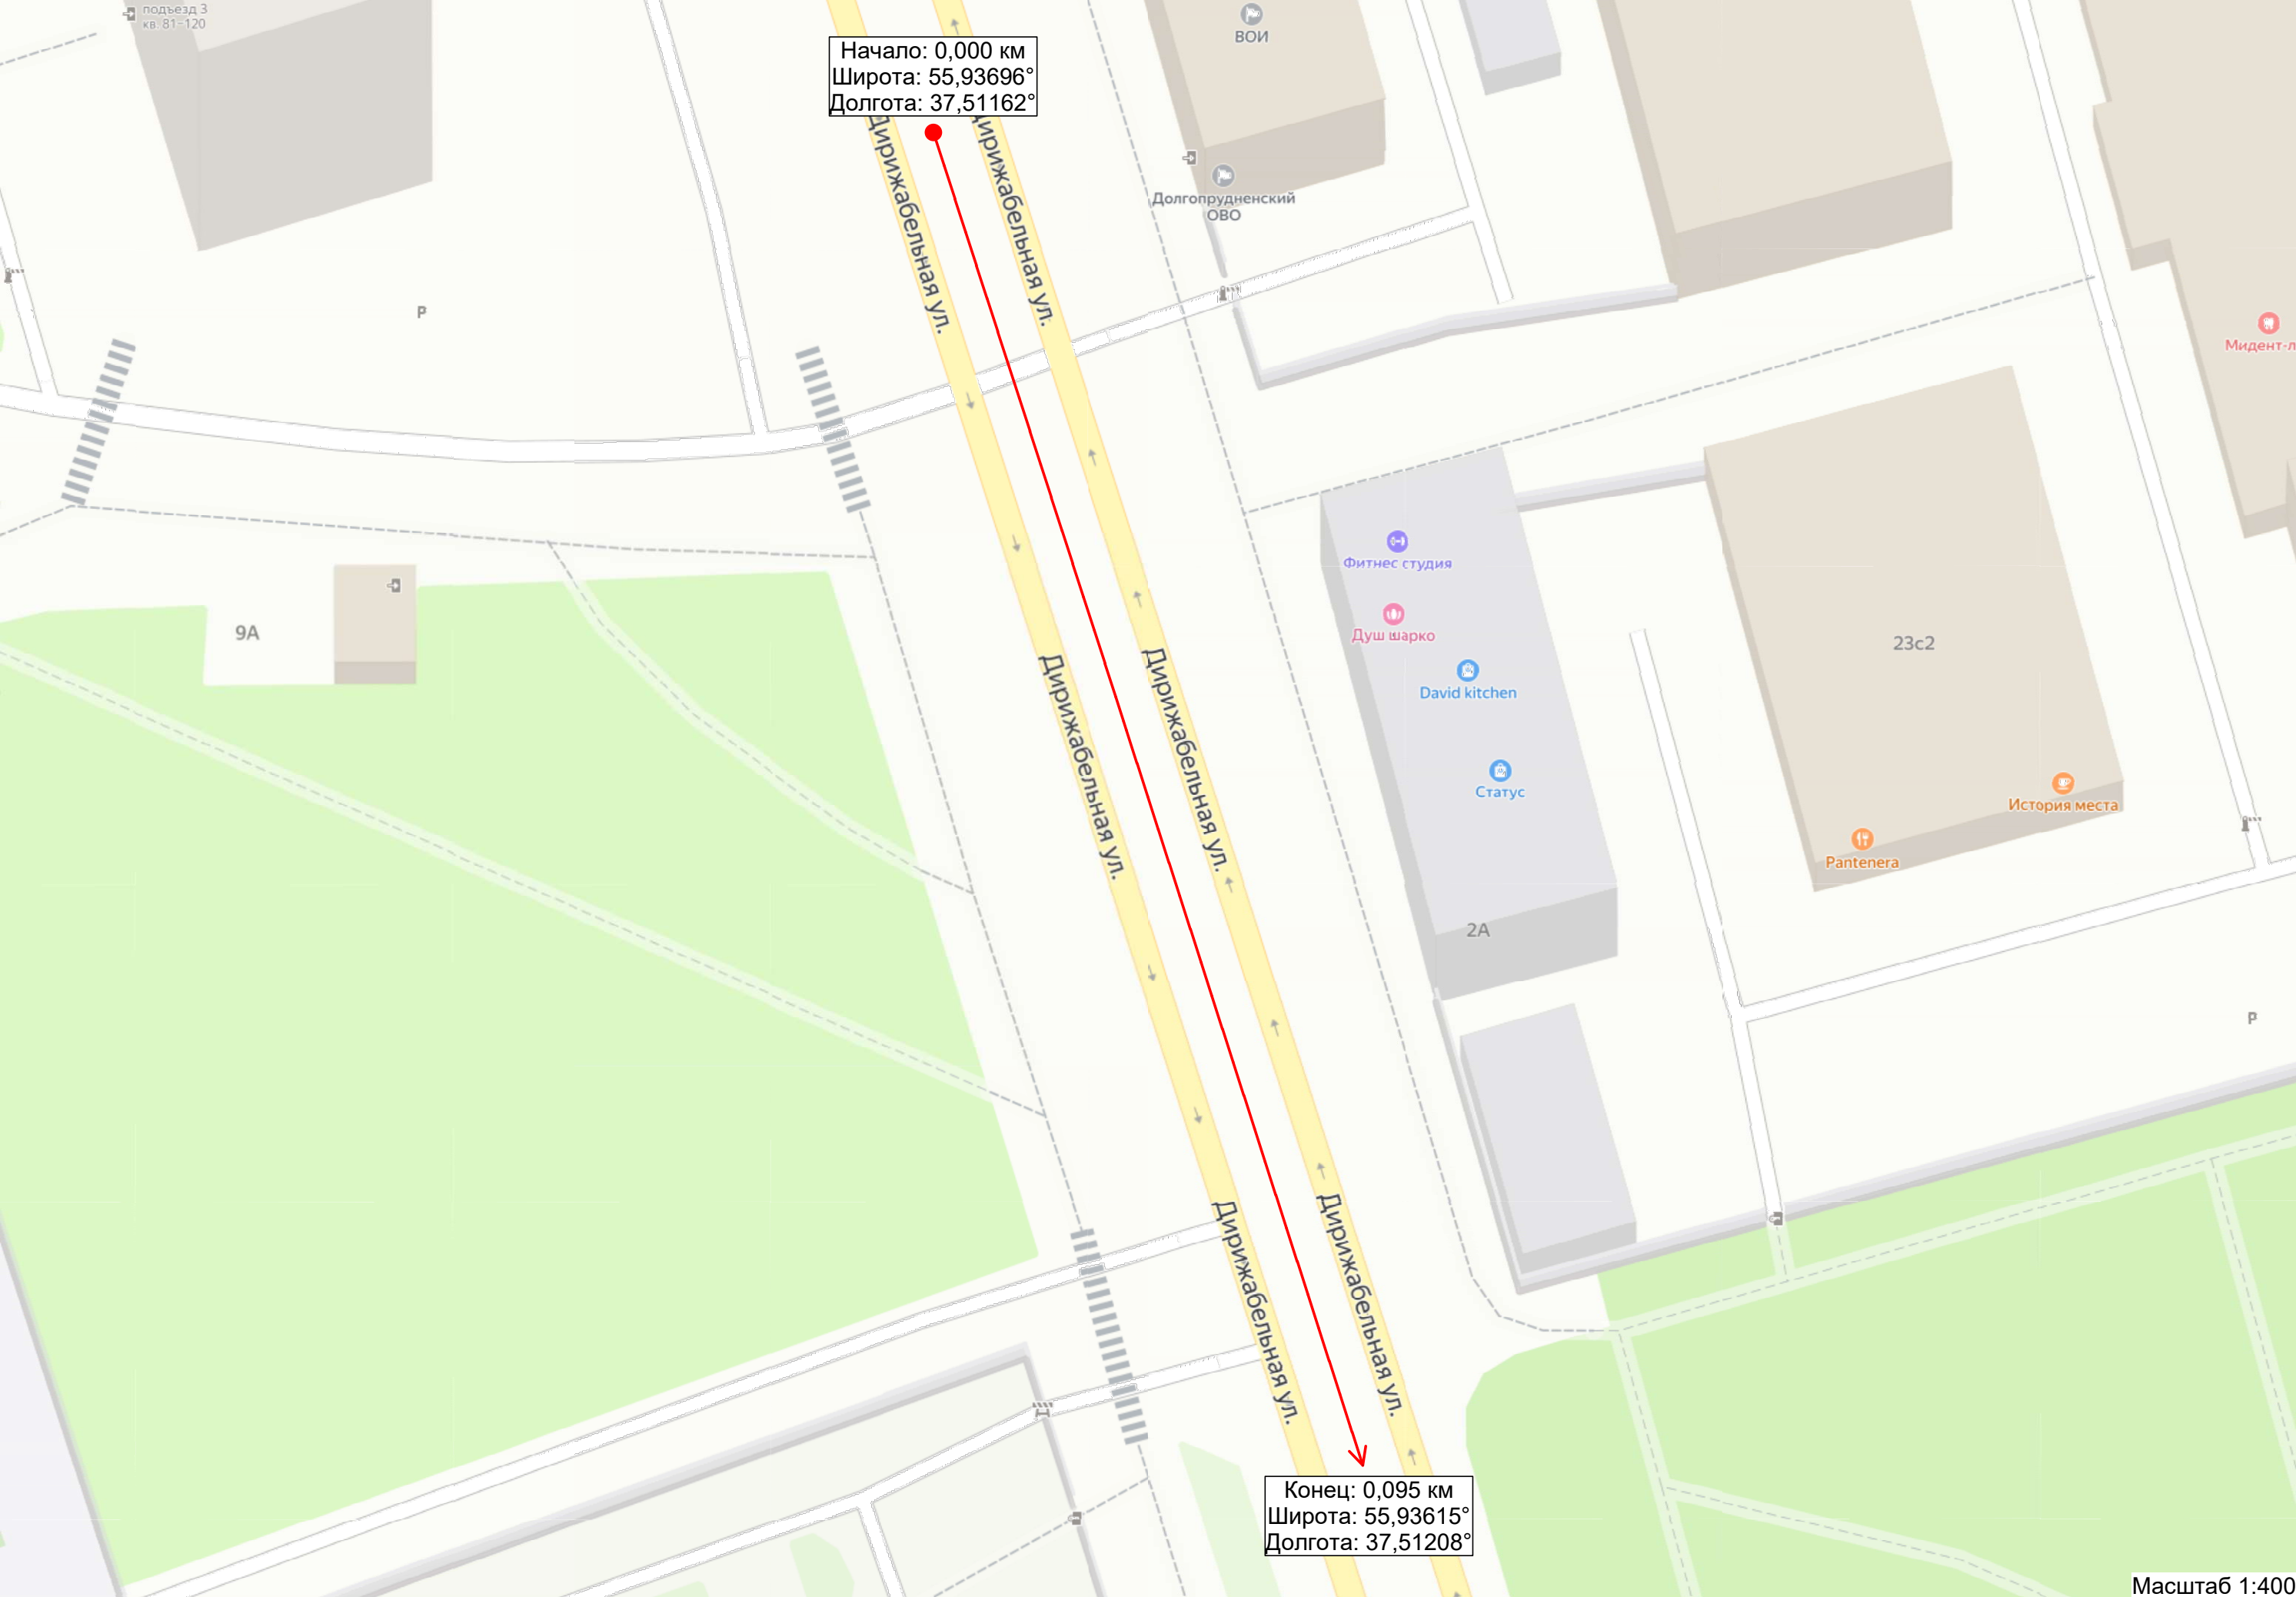 подъезд 3
кв. 81-120
Начало: 0,000 км
Широта: 55,93696°
Долгота: 37,51162°
ВОИ
Дирижабельная ул.
Дирижабельная ул.
Долгопрудненский
ОВО
P
Мидент-л
Фитнес студия
9А
Душ шарко
23с2
David kitchen
Дирижабельная ул.
Дирижабельная ул.
Статус
История места
Pantenera
2А
P
Дирижабельная ул.
Дирижабельная ул.
Конец: 0,095 км
Широта: 55,93615°
Долгота: 37,51208°
Масштаб 1:400